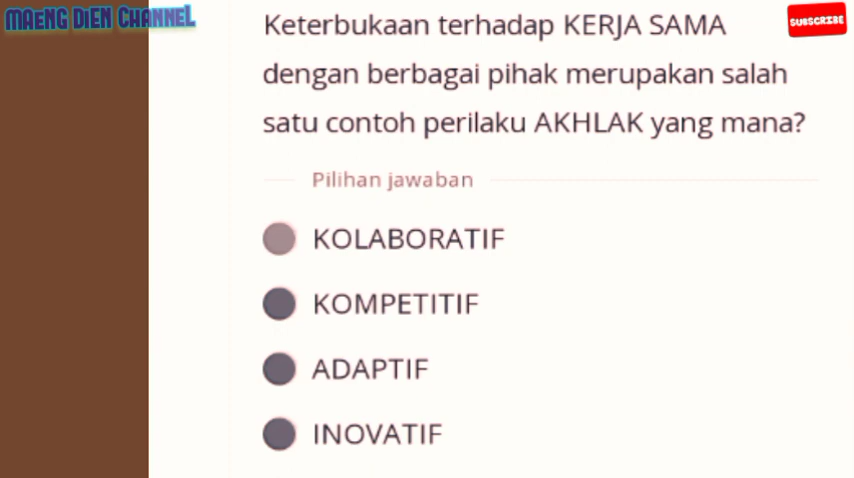 MAENG DIEN CHANNEL
SUBSCRIBE
Keterbukaan terhadap KERJA SAMA
dengan berbagai pihak merupakan salah
satu contoh perilaku AKHLAK yang mana?
Pilihan jawaban
KOLABORATIF
KOMPETITIF
ADAPTIF
INOVATIF